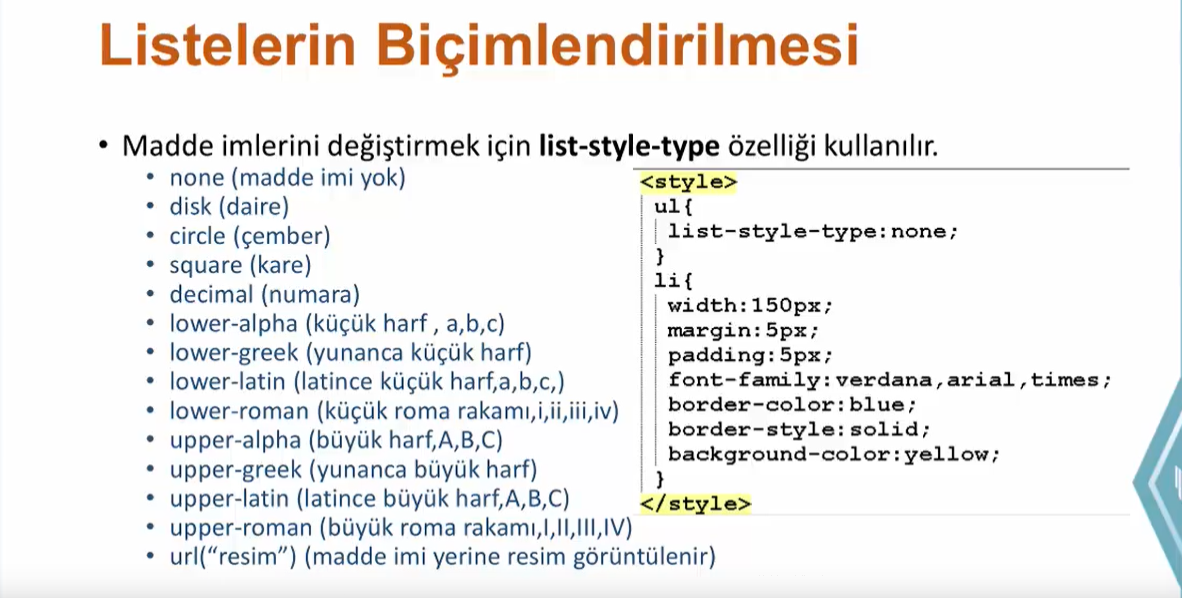 Listelerin Biçimlendirilmesi
• Madde imlerini değiştirmek için list-style-type özelliği kullanılır.
• none (madde imi yok)
• disk (daire)
• circle (çember)
• square (kare)
• decimal (numara)
• lower-alpha (küçük harf , a,b,c)
• lower-greek (yunanca küçük harf)
• lower-latin (latince küçük harf,a,b,c,)
• lower-roman (küçük roma rakamı,i,ii,iii,iv)
• upper-alpha (büyük harf,A,B,C)
• upper-greek (yunanca büyük harf)
• upper-latin (latince büyük harf,A,B,C)
• upper-roman (büyük roma rakamı,I,II,III,IV)
• url(“resim”) (madde imi yerine resim görüntülenir)
<style>
ul{
list-style-type:none;
}
li{
width:150px;
margin:5px;
padding:5px;
font-family:verdana,arial,times;
border-color:blue;
border-style:solid;
background-color:yellow;
}
</style>